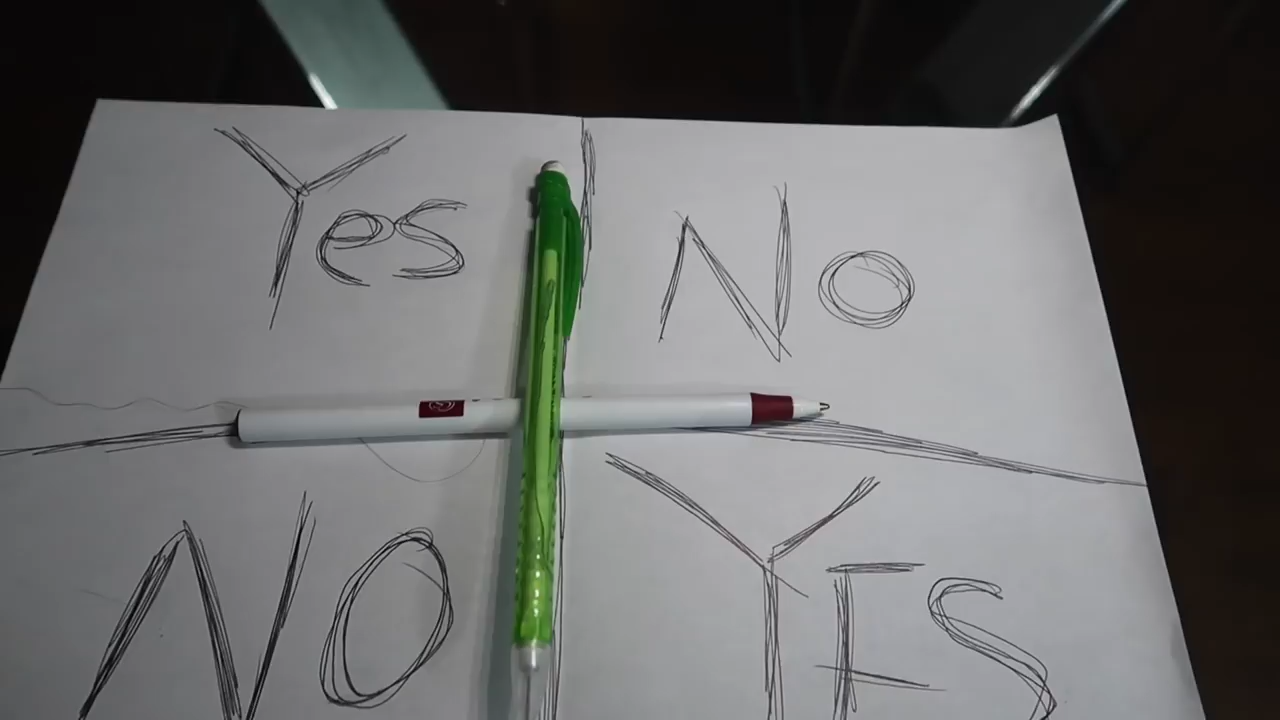 Yes No
NO YES